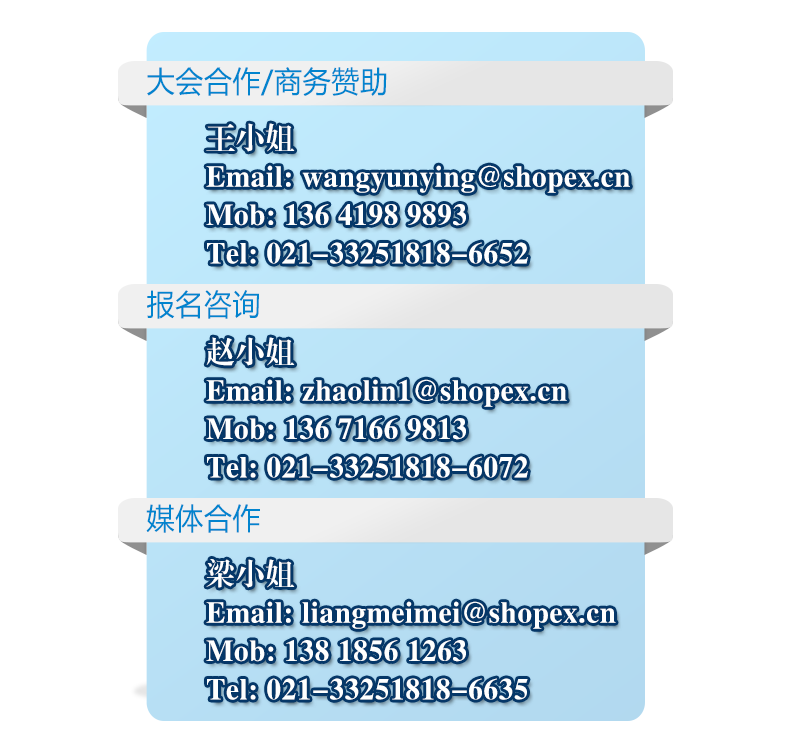 大会合作/商务赞助
王小姐
Email: wangyunying@shopex.cn
Mob: 136 4198 9893
Tel: 021-33251818-6652
报名咨询
赵小姐
Email: zhaolin1@shopex.cn
Mob: 136 7166 9813
Tel: 021-33251818-6072
媒体合作
梁小姐
Email: liangmeimei@shopex.cn
Mob: 138 1856 1263
Tel: 021-33251818-6635